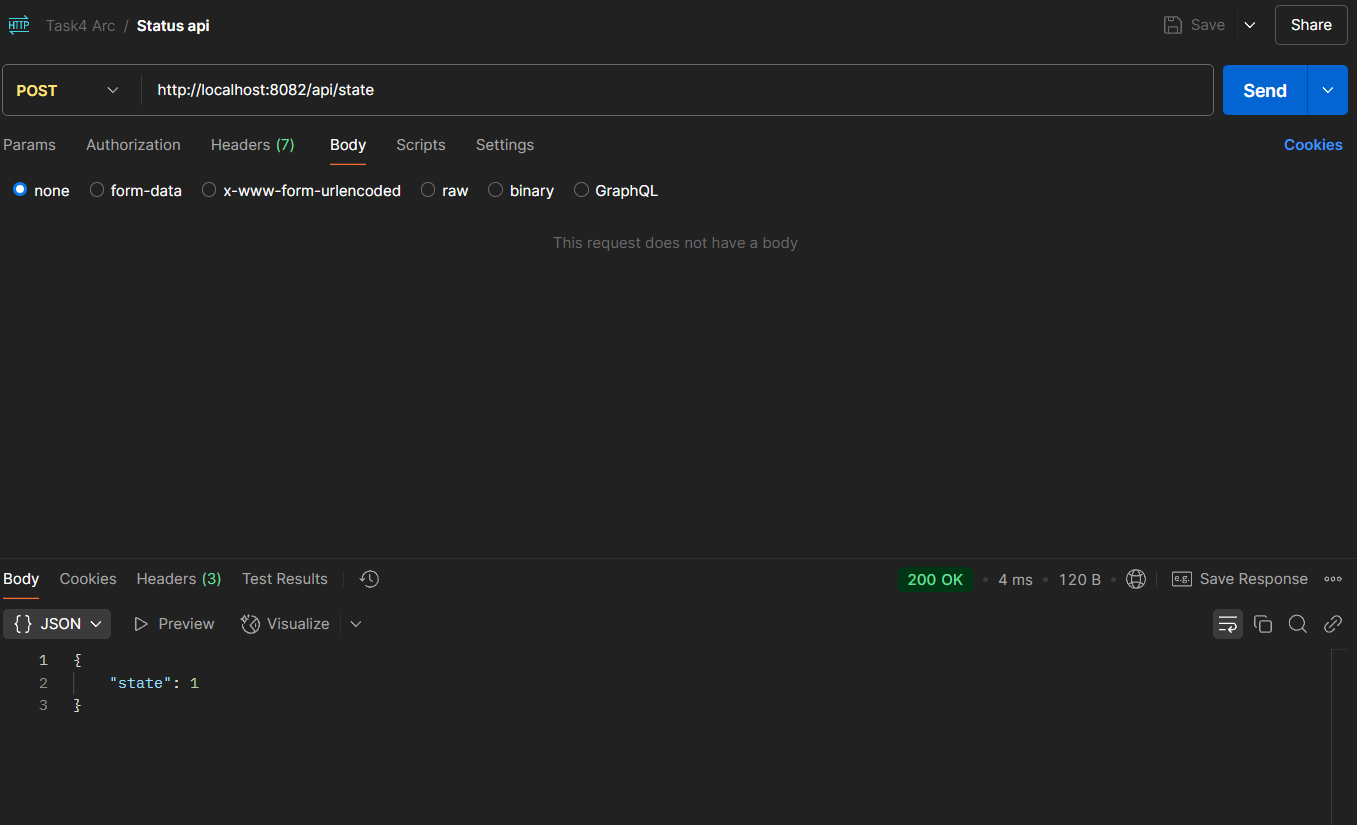 HTTP Task4 Arc / Status api Save Share
POST http://localhost:8082/api/state Send
Params Authorization Headers (7) Body Scripts Settings Cookies
none form-data x-www-form-urlencoded raw binary GraphQL
This request does not have a body
Body Cookies Headers (3) Test Results 200 OK • 4 ms • 120 B • e.g. Save Response
{} JSON Preview Visualize
1 {
2 "state": 1
3 }